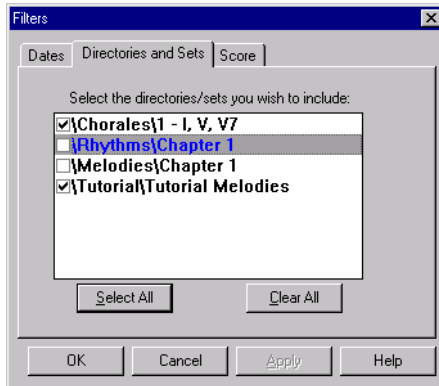 Filters
Dates Directories and Sets Score
Select the directories/sets you wish to include:
\Chorales\1 - I, V, V7
\Rhythms\Chapter 1
\Melodies\Chapter 1
\Tutorial\Tutorial Melodies
Select All Clear All
OK Cancel Apply Help